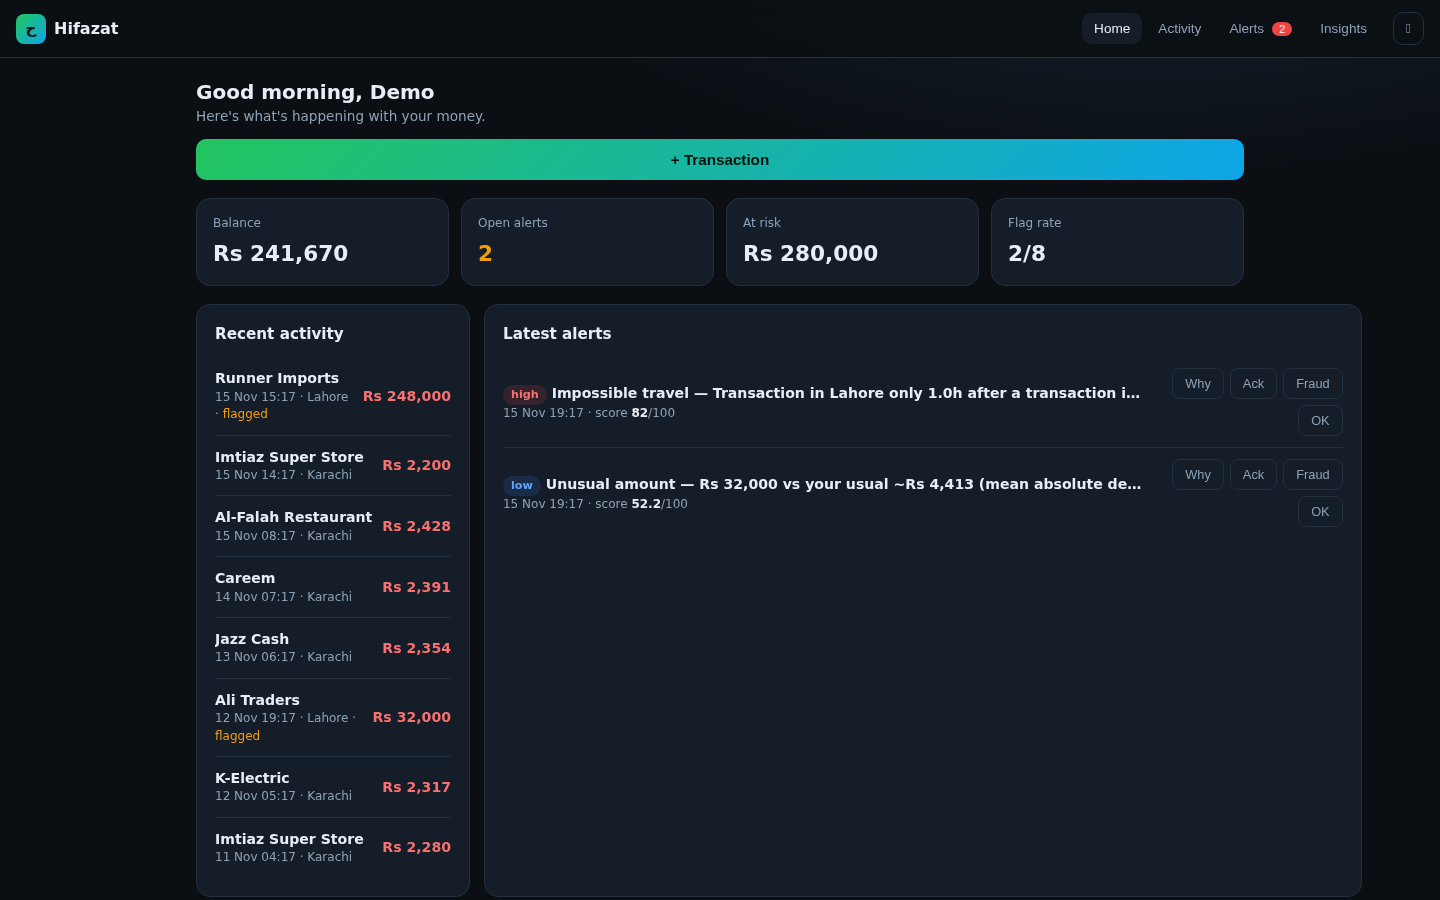 ح Hifazat
Home Activity Alerts 2 Insights
Good morning, Demo
Here's what's happening with your money.
+ Transaction
Balance
Rs 241,670
Open alerts
2
At risk
Rs 280,000
Flag rate
2/8
Recent activity
Runner Imports
15 Nov 15:17 · Lahore
· flagged
Rs 248,000
Imtiaz Super Store
15 Nov 14:17 · Karachi
Rs 2,200
Al-Falah Restaurant
15 Nov 08:17 · Karachi
Rs 2,428
Careem
14 Nov 07:17 · Karachi
Rs 2,391
Jazz Cash
13 Nov 06:17 · Karachi
Rs 2,354
Ali Traders
12 Nov 19:17 · Lahore ·
flagged
Rs 32,000
K-Electric
12 Nov 05:17 · Karachi
Rs 2,317
Imtiaz Super Store
11 Nov 04:17 · Karachi
Rs 2,280
Latest alerts
high Impossible travel — Transaction in Lahore only 1.0h after a transaction i…
15 Nov 19:17 · score 82/100
Why Ack Fraud
OK
low Unusual amount — Rs 32,000 vs your usual ~Rs 4,413 (mean absolute de…
15 Nov 19:17 · score 52.2/100
Why Ack Fraud
OK